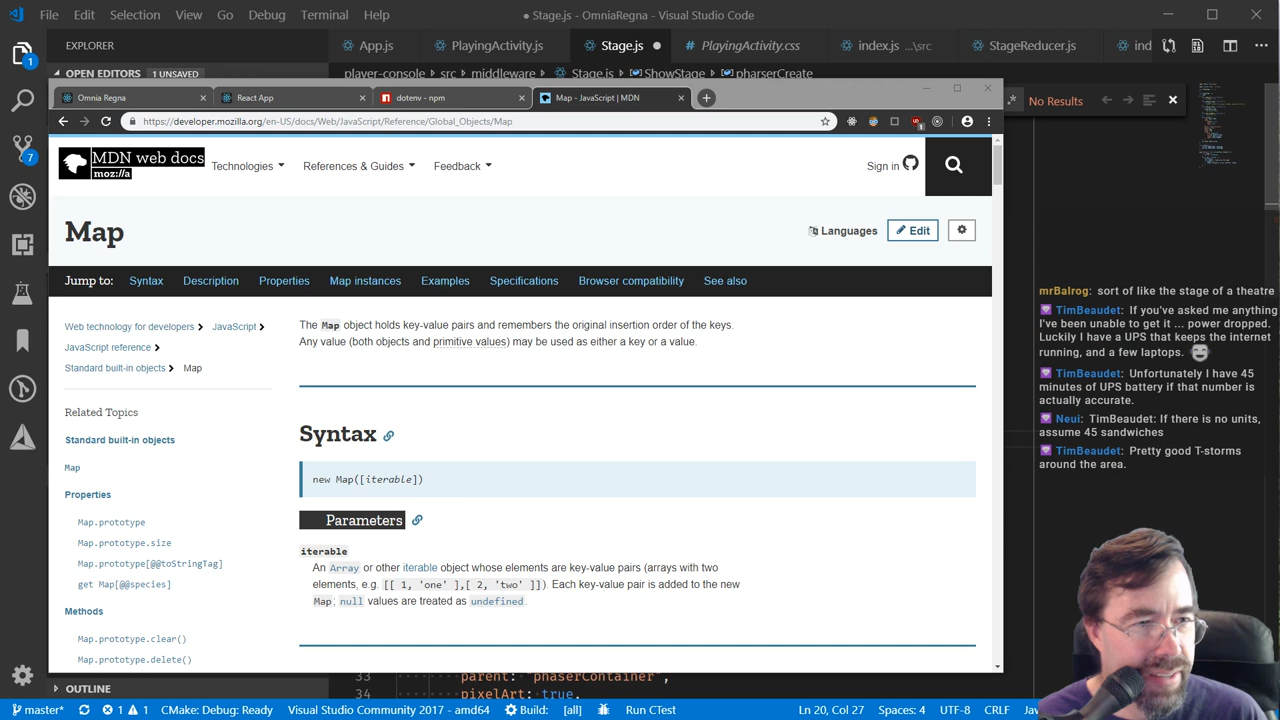 File Edit Selection View Go Debug Terminal Help
● Stage.js - OmniaRegna - Visual Studio Code
EXPLORER
App.js PlayingActivity.js Stage.js PlayingActivity.css index.js ...\src StageReducer.js ind
OPEN EDITORS 1 UNSAVED
player-console › src › middleware › Stage.js › ShowStage › pharserCreate
Omnia Regna
React App
dotenv - npm
Map - JavaScript | MDN
No Results
https://developer.mozilla.org/en-US/docs/Web/JavaScript/Reference/Global_Objects/Map
MDN web docs
moz://a
Technologies References & Guides Feedback
Sign in
Map
Languages Edit
Jump to: Syntax Description Properties Map instances Examples Specifications Browser compatibility See also
Web technology for developers › JavaScript ›
JavaScript reference ›
Standard built-in objects › Map
Related Topics
Standard built-in objects
Map
Properties
Map.prototype
Map.prototype.size
Map.prototype[@@toStringTag]
get Map[@@species]
Methods
Map.prototype.clear()
Map.prototype.delete()
The Map object holds key-value pairs and remembers the original insertion order of the keys.
Any value (both objects and primitive values) may be used as either a key or a value.
Syntax
new Map([iterable])
Parameters
iterable
An Array or other iterable object whose elements are key-value pairs (arrays with two
elements, e.g. [[ 1, 'one' ],[ 2, 'two' ]]). Each key-value pair is added to the new
Map; null values are treated as undefined.
mrBalrog: sort of like the stage of a theatre
TimBeaudet: If you've asked me anything
I've been unable to get it ... power dropped.
Luckily I have a UPS that keeps the internet
running, and a few laptops.
TimBeaudet: Unfortunately I have 45
minutes of UPS battery if that number is
actually accurate.
Neui: TimBeaudet: If there is no units,
assume 45 sandwiches
TimBeaudet: Pretty good T-storms
around the area.
33 parent: "phaserContainer",
34 pixelArt: true,
OUTLINE
1
7
master* 1 1 CMake: Debug: Ready Visual Studio Community 2017 - amd64 Build: [all] Run CTest Ln 20, Col 27 Spaces: 4 UTF-8 CRLF